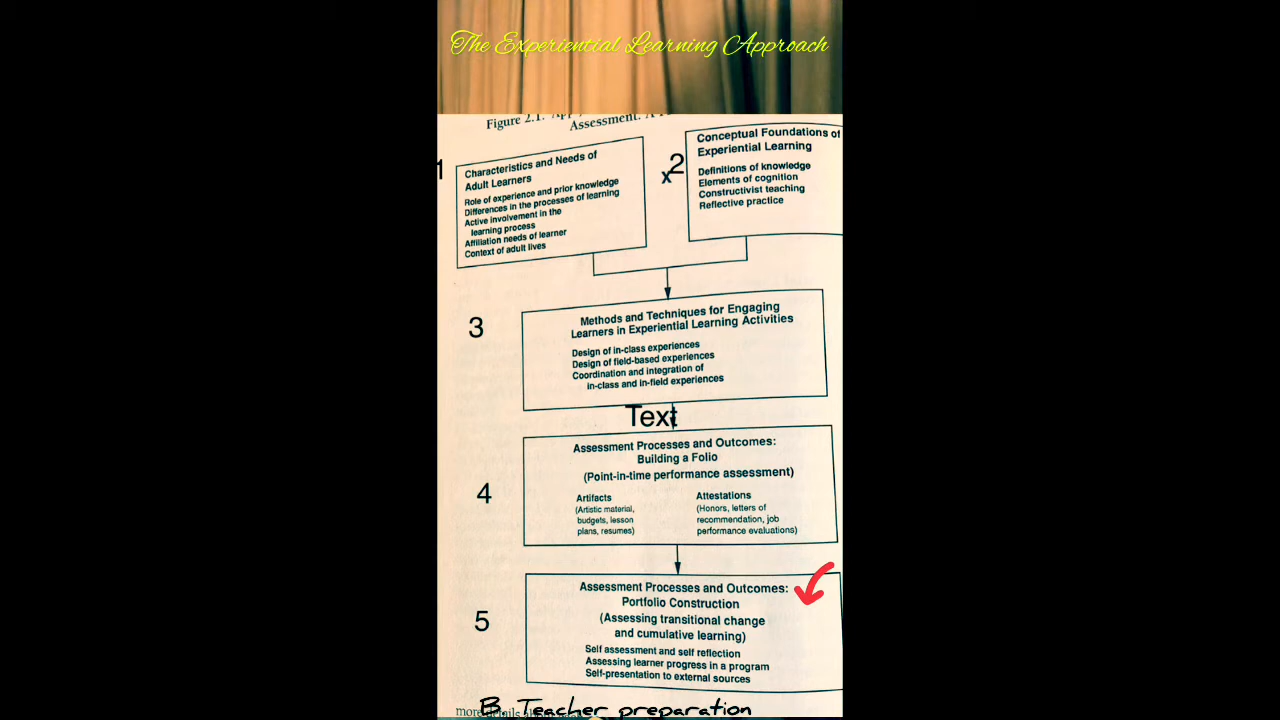 The Experiential Learning Approach
Figure 2.1.
Assessment:
1
Characteristics and Needs of
Adult Learners
Role of experience and prior knowledge
Differences in the processes of learning
Active involvement in the
learning process
Affiliation needs of learner
Context of adult lives
x 2
Conceptual Foundations of
Experiential Learning
Definitions of knowledge
Elements of cognition
Constructivist teaching
Reflective practice
3
Methods and Techniques for Engaging
Learners in Experiential Learning Activities
Design of in-class experiences
Design of field-based experiences
Coordination and integration of
in-class and in-field experiences
Text
4
Assessment Processes and Outcomes:
Building a Folio
(Point-in-time performance assessment)
Artifacts
(Artistic material,
budgets, lesson
plans, resumes)
Attestations
(Honors, letters of
recommendation, job
performance evaluations)
5
Assessment Processes and Outcomes:
Portfolio Construction
(Assessing transitional change
and cumulative learning)
Self assessment and self reflection
Assessing learner progress in a program
Self-presentation to external sources
more details
B. Teacher preparation